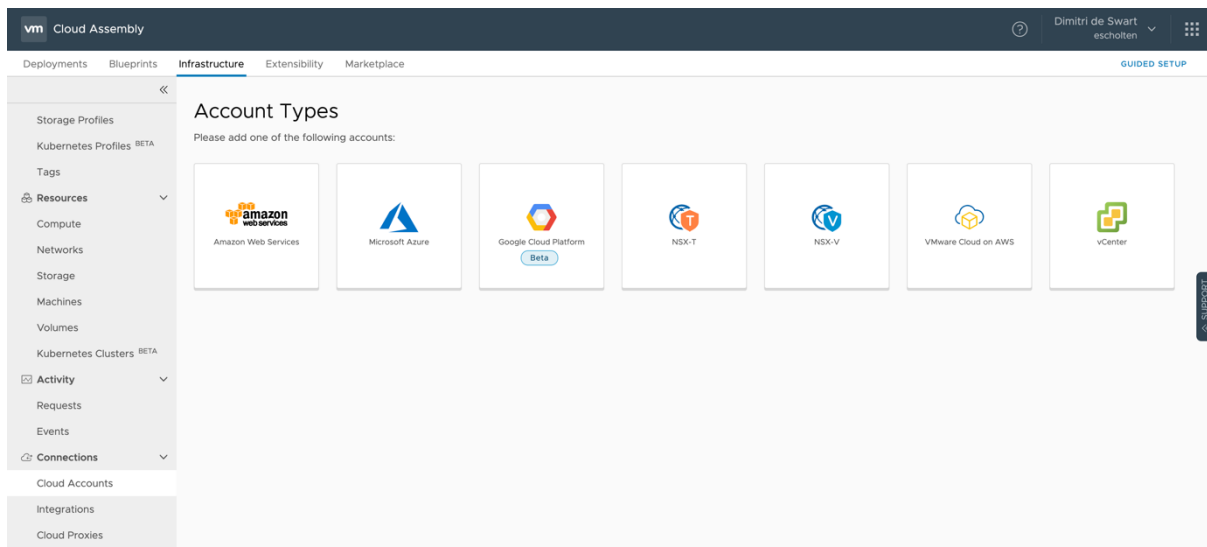 vm Cloud Assembly
Dimitri de Swart
escholten
Deployments Blueprints Infrastructure Extensibility Marketplace
GUIDED SETUP
Storage Profiles
Kubernetes Profiles BETA
Tags
Resources
Compute
Networks
Storage
Machines
Volumes
Kubernetes Clusters BETA
Activity
Requests
Events
Connections
Cloud Accounts
Integrations
Cloud Proxies
Account Types
Please add one of the following accounts:
amazon
web services
Amazon Web Services
Microsoft Azure
Google Cloud Platform
Beta
T
NSX-T
V
NSX-V
VMware Cloud on AWS
vCenter
SUPPORT